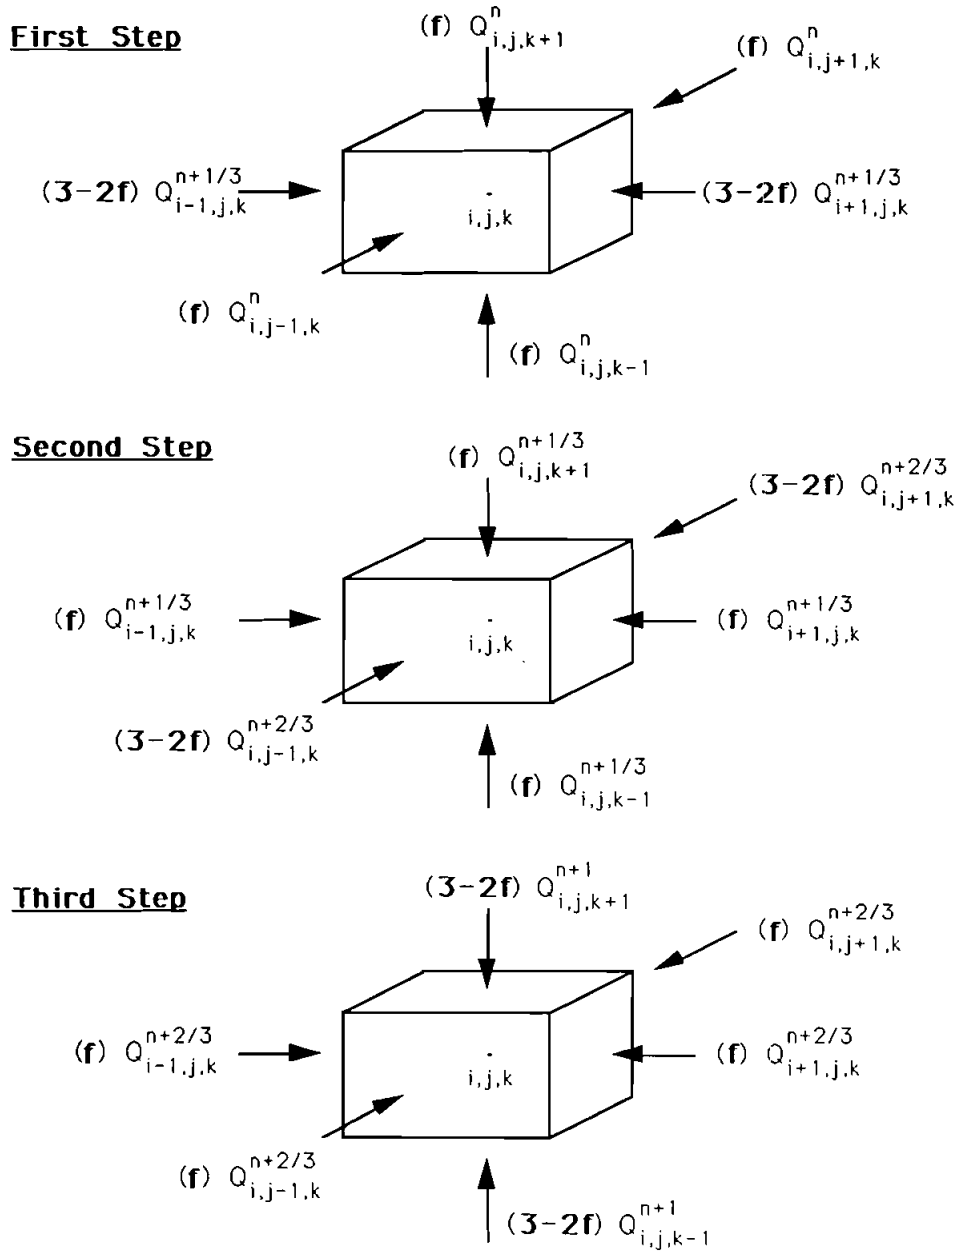 First Step
(f) Q^n_{i,j,k+1}
(f) Q^n_{i,j+1,k}
(3-2f) Q^{n+1/3}_{i-1,j,k}
(3-2f) Q^{n+1/3}_{i+1,j,k}
i,j,k
(f) Q^n_{i,j-1,k}
(f) Q^n_{i,j,k-1}
Second Step
(f) Q^{n+1/3}_{i,j,k+1}
(3-2f) Q^{n+2/3}_{i,j+1,k}
(f) Q^{n+1/3}_{i-1,j,k}
(f) Q^{n+1/3}_{i+1,j,k}
i,j,k
(3-2f) Q^{n+2/3}_{i,j-1,k}
(f) Q^{n+1/3}_{i,j,k-1}
Third Step
(3-2f) Q^{n+1}_{i,j,k+1}
(f) Q^{n+2/3}_{i,j+1,k}
(f) Q^{n+2/3}_{i-1,j,k}
(f) Q^{n+2/3}_{i+1,j,k}
i,j,k
(f) Q^{n+2/3}_{i,j-1,k}
(3-2f) Q^{n+1}_{i,j,k-1}